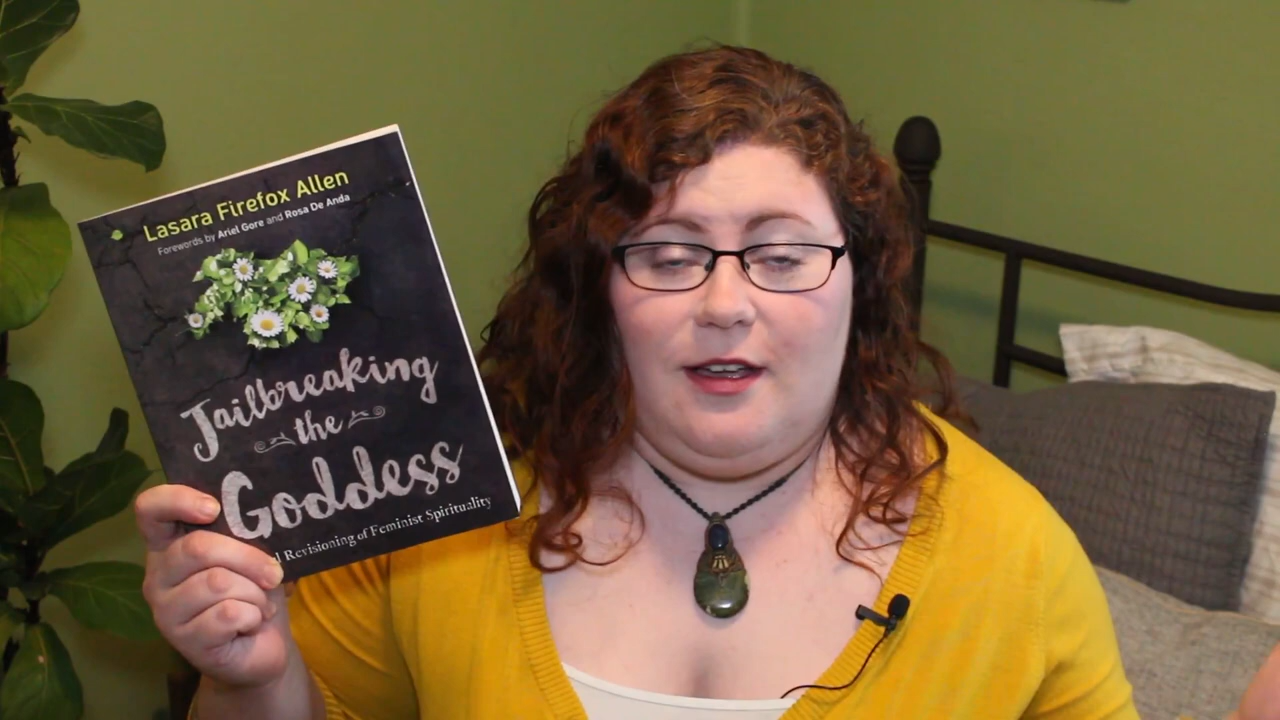 Lasara Firefox Allen
Forewords by Ariel Gore and Rosa De Anda
Jailbreaking
the
Goddess
Revisioning of Feminist Spirituality